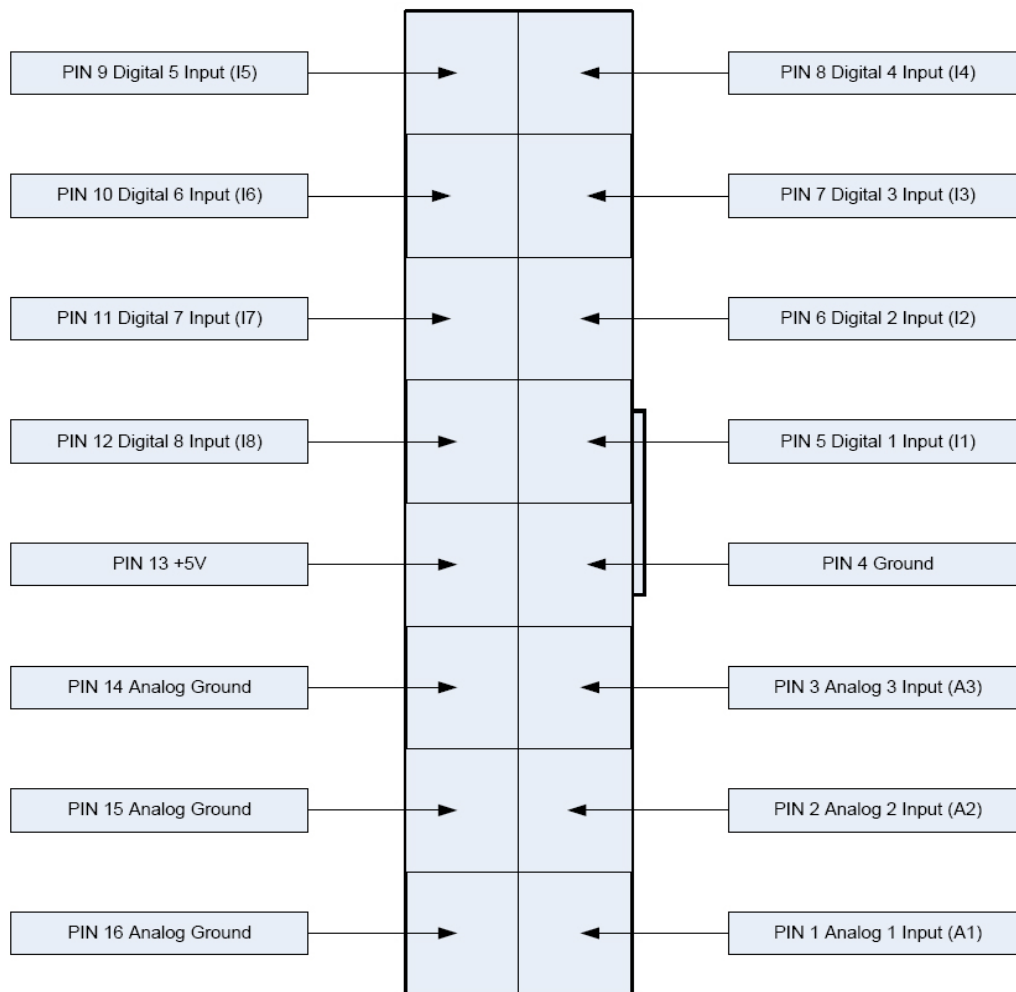 PIN 9 Digital 5 Input (I5)
PIN 8 Digital 4 Input (I4)
PIN 10 Digital 6 Input (I6)
PIN 7 Digital 3 Input (I3)
PIN 11 Digital 7 Input (I7)
PIN 6 Digital 2 Input (I2)
PIN 12 Digital 8 Input (I8)
PIN 5 Digital 1 Input (I1)
PIN 13 +5V
PIN 4 Ground
PIN 14 Analog Ground
PIN 3 Analog 3 Input (A3)
PIN 15 Analog Ground
PIN 2 Analog 2 Input (A2)
PIN 16 Analog Ground
PIN 1 Analog 1 Input (A1)